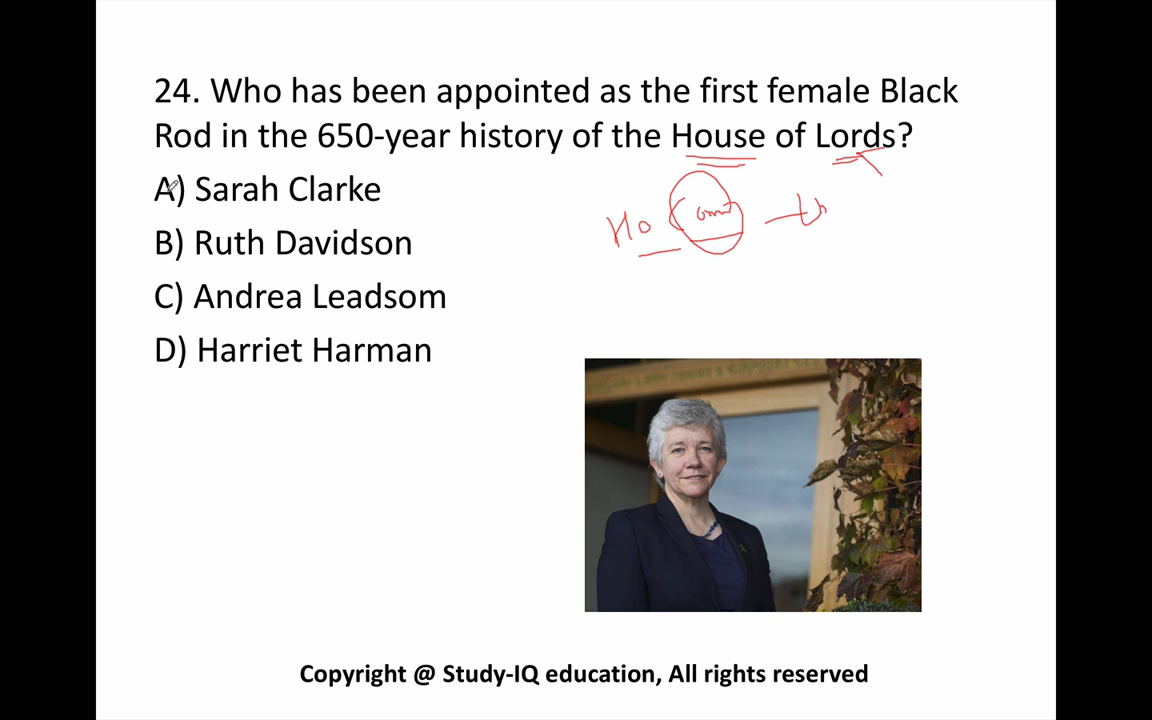 24. Who has been appointed as the first female Black
Rod in the 650-year history of the House of Lords?
A) Sarah Clarke
B) Ruth Davidson
C) Andrea Leadsom
D) Harriet Harman
Ho
Copyright @ Study-IQ education, All rights reserved